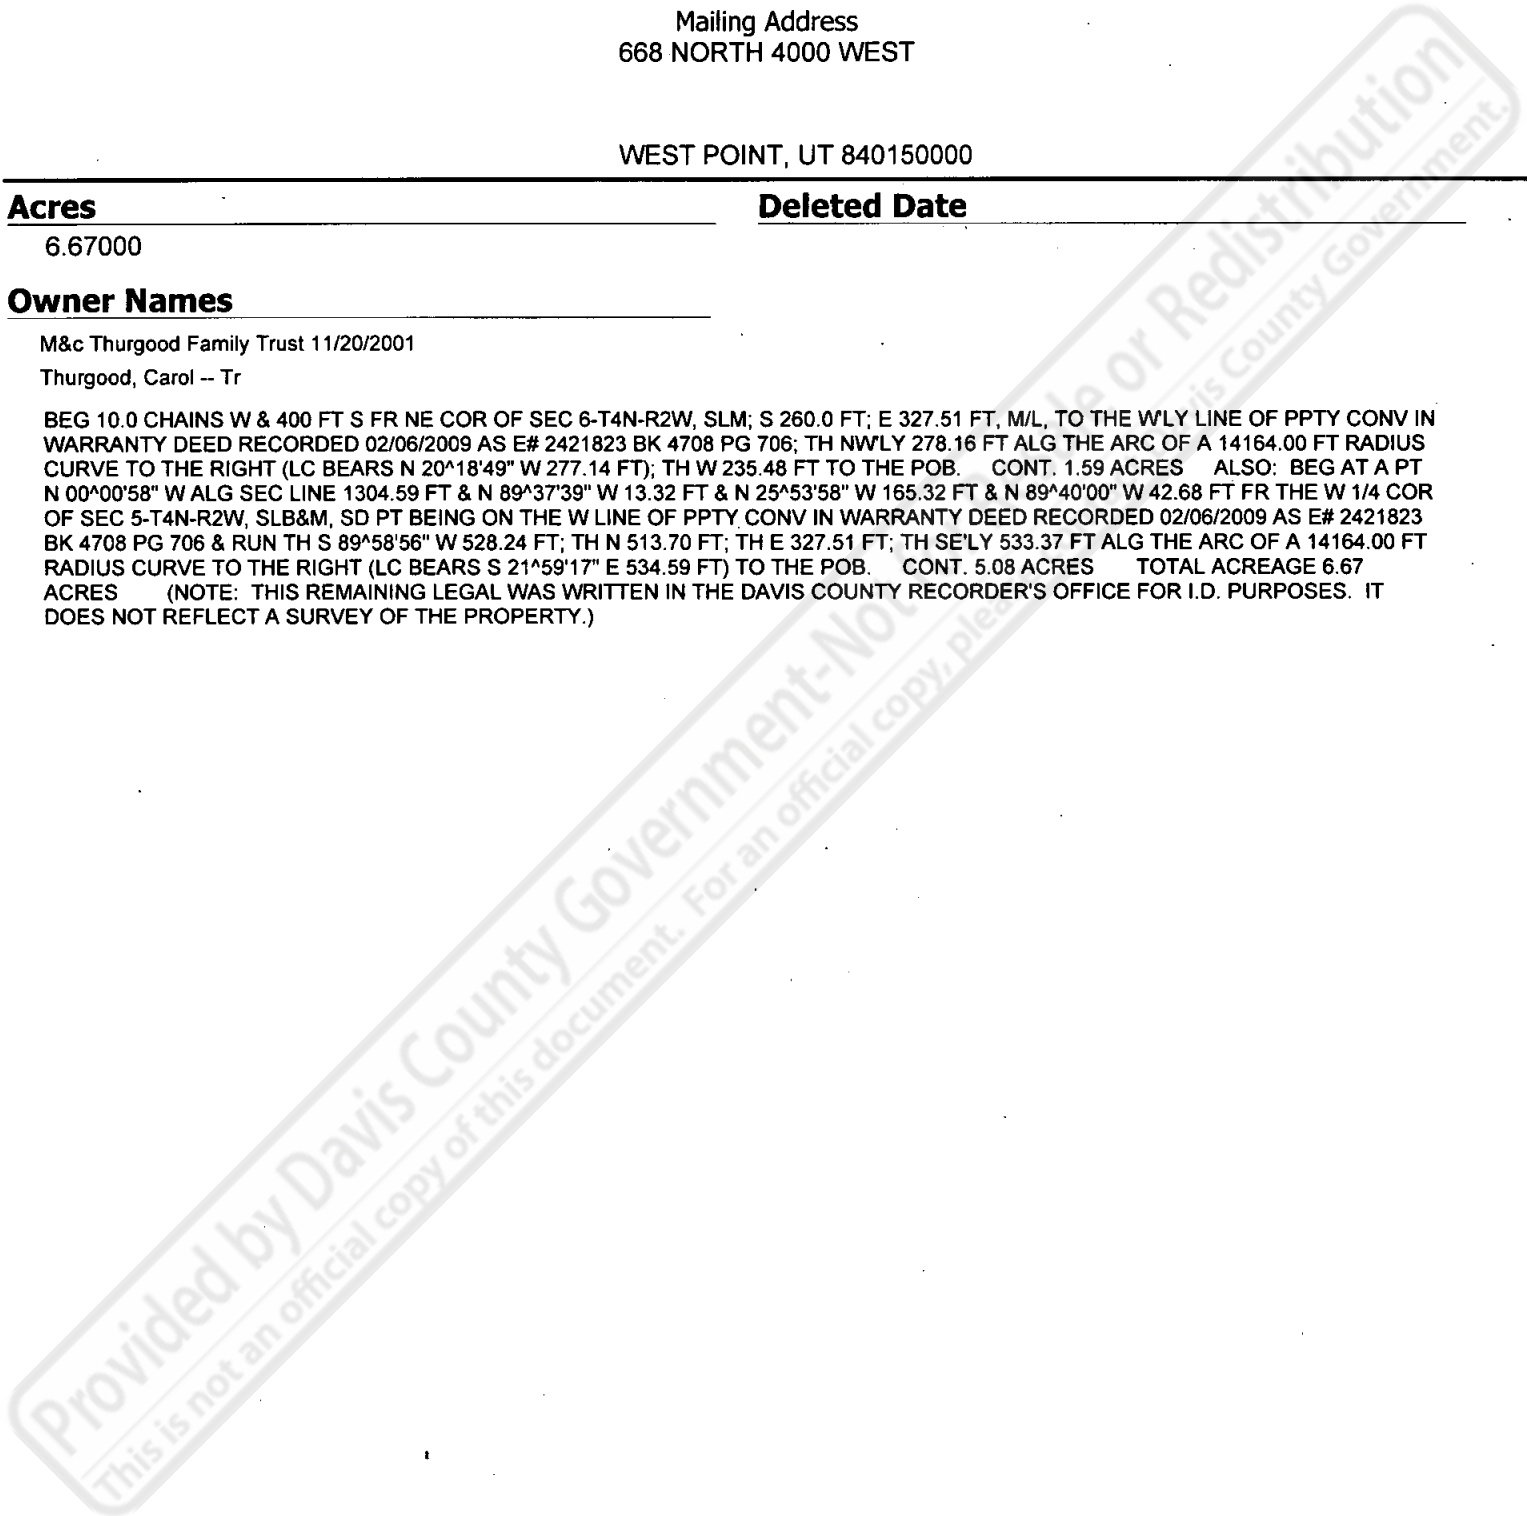 Mailing Address
668 NORTH 4000 WEST
WEST POINT, UT 840150000
Acres
Deleted Date
6.67000
Owner Names
M&c Thurgood Family Trust 11/20/2001
Thurgood, Carol -- Tr
BEG 10.0 CHAINS W & 400 FT S FR NE COR OF SEC 6-T4N-R2W, SLM; S 260.0 FT; E 327.51 FT, M/L, TO THE W'LY LINE OF PPTY CONV IN
WARRANTY DEED RECORDED 02/06/2009 AS E# 2421823 BK 4708 PG 706; TH NW'LY 278.16 FT ALG THE ARC OF A 14164.00 FT RADIUS
CURVE TO THE RIGHT (LC BEARS N 20^18'49" W 277.14 FT); TH W 235.48 FT TO THE POB. CONT. 1.59 ACRES ALSO: BEG AT A PT
N 00^00'58" W ALG SEC LINE 1304.59 FT & N 89^37'39" W 13.32 FT & N 25^53'58" W 165.32 FT & N 89^40'00" W 42.68 FT FR THE W 1/4 COR
OF SEC 5-T4N-R2W, SLB&M, SD PT BEING ON THE W LINE OF PPTY CONV IN WARRANTY DEED RECORDED 02/06/2009 AS E# 2421823
BK 4708 PG 706 & RUN TH S 89^58'56" W 528.24 FT; TH N 513.70 FT; TH E 327.51 FT; TH SE'LY 533.37 FT ALG THE ARC OF A 14164.00 FT
RADIUS CURVE TO THE RIGHT (LC BEARS S 21^59'17" E 534.59 FT) TO THE POB. CONT. 5.08 ACRES TOTAL ACREAGE 6.67
ACRES (NOTE: THIS REMAINING LEGAL WAS WRITTEN IN THE DAVIS COUNTY RECORDER'S OFFICE FOR I.D. PURPOSES. IT
DOES NOT REFLECT A SURVEY OF THE PROPERTY.)
Provided by Davis County Government-Not for Resale or Redistribution
This is not an official copy of this document. For an official copy, please contact Davis County Government.